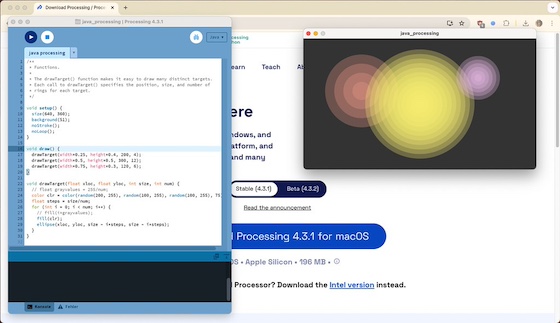 Download Processing / Proce
java_processing | Processing 4.3.1
Java
java processing
/**
* Functions.
*
* The drawTarget() function makes it easy to draw many distinct targets.
* Each call to drawTarget() specifies the position, size, and number of
* rings for each target.
*/
void setup() {
size(640, 360);
background(51);
noStroke();
noLoop();
}
void draw() {
drawTarget(width*0.25, height*0.4, 200, 4);
drawTarget(width*0.5, height*0.5, 300, 12);
drawTarget(width*0.75, height*0.3, 120, 6);
}
void drawTarget(float xloc, float yloc, int size, int num) {
// float grayvalues = 255/num;
color clr = color(random(100, 255), random(100, 255), random(100, 255), 75
float steps = size/num;
for (int i = 0; i < num; i++) {
// fill(i*grayvalues);
fill(clr);
ellipse(xloc, yloc, size - i*steps, size - i*steps);
}
}
Console
Errors
java_processing
earn
Teach
Ab
ere
ndows, and
atform, and
and many
Stable (4.3.1)
Beta (4.3.2)
Read the announcement
d Processing 4.3.1 for macOS
OS • Apple Silicon • 196 MB •
l Processor? Download the Intel version instead.